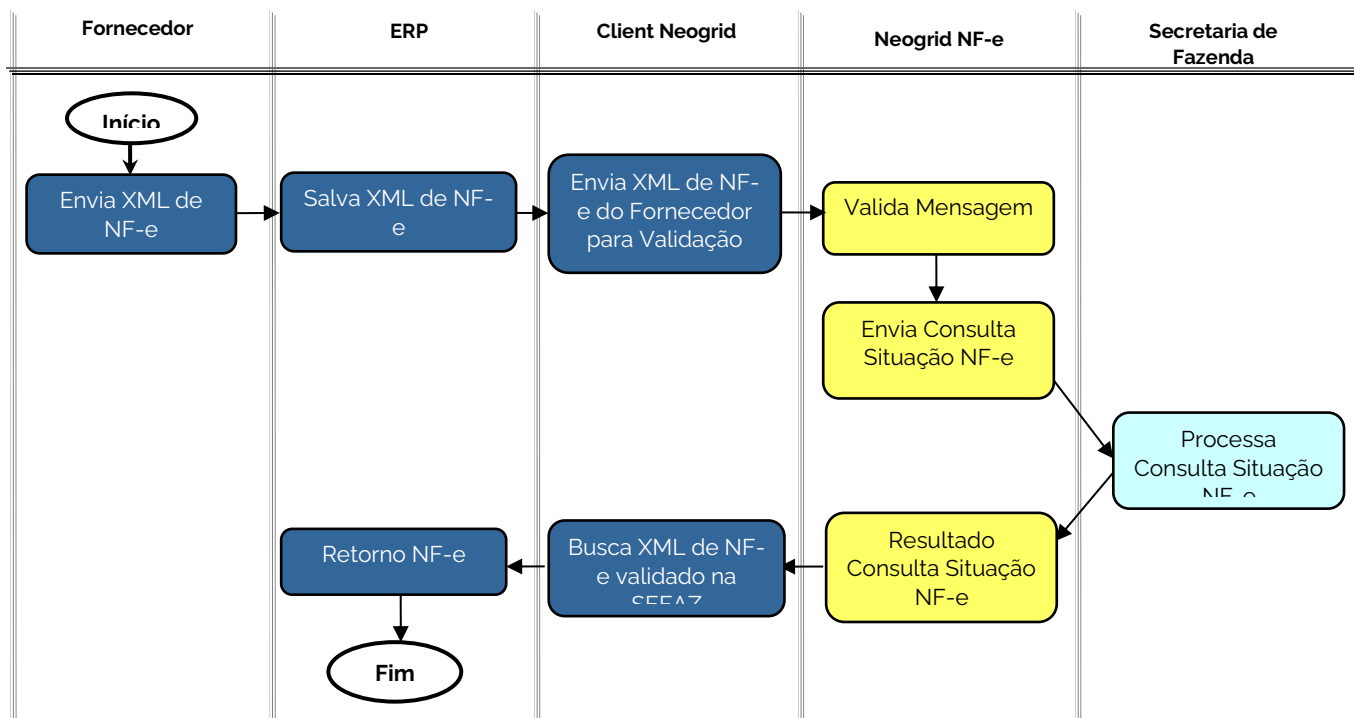 Fornecedor
ERP
Client Neogrid
Neogrid NF-e
Secretaria de
Fazenda
Início
Envia XML de
NF-e
Salva XML de NF-
e
Envia XML de NF-
e do Fornecedor
para Validação
Valida Mensagem
Envia Consulta
Situação NF-e
Processa
Consulta Situação
NF-e
Resultado
Consulta Situação
NF-e
Busca XML de NF-
e validado na
SEFAZ
Retorno NF-e
Fim